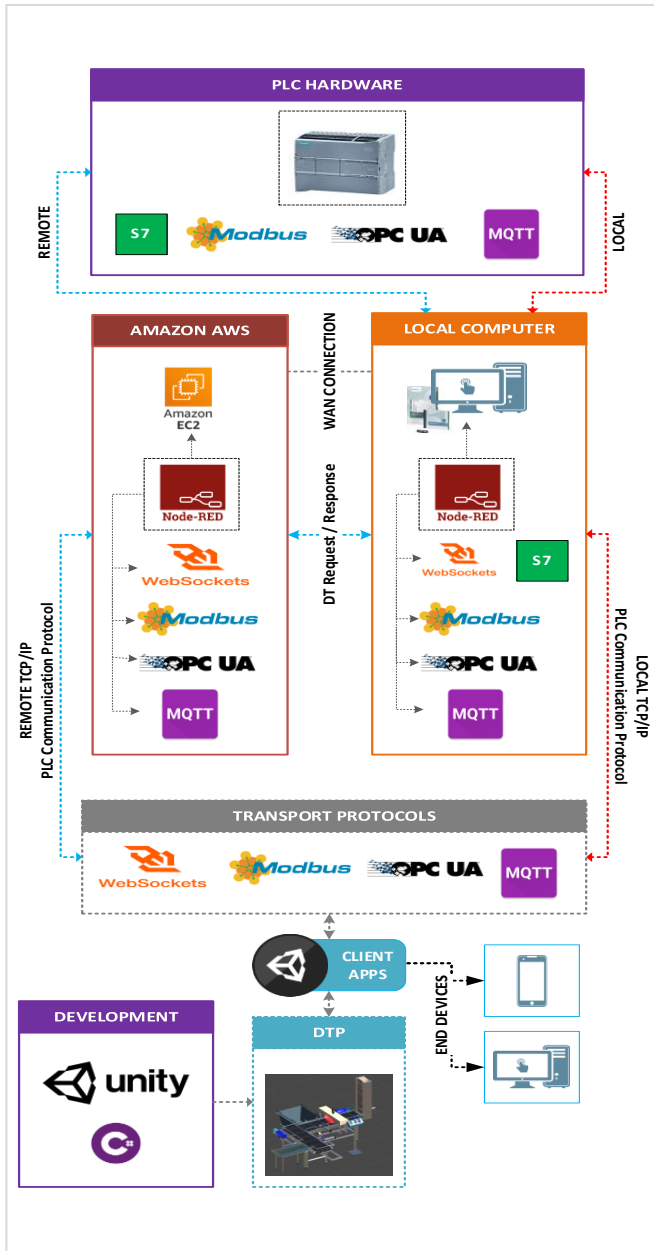 PLC HARDWARE
REMOTE
LOCAL
S7
Modbus
OPC UA
MQTT
AMAZON AWS
WAN CONNECTION
LOCAL COMPUTER
Amazon
EC2
Node-RED
Node-RED
DT Request / Response
WebSockets
WebSockets
S7
Modbus
Modbus
OPC UA
OPC UA
MQTT
MQTT
REMOTE TCP/IP
PLC Communication Protocol
LOCAL TCP/IP
PLC Communication Protocol
TRANSPORT PROTOCOLS
WebSockets
Modbus
OPC UA
MQTT
CLIENT
APPS
END DEVICES
DEVELOPMENT
unity
C#
DTP